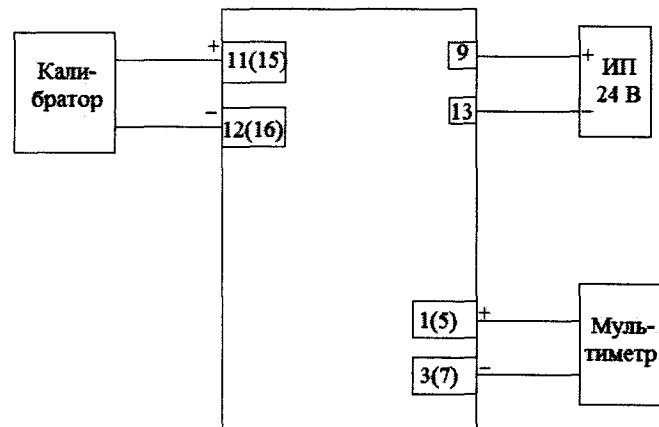 Кали-
братор
+
11(15)
−
12(16)
9
+
13
−
ИП
24 В
1(5)
+
3(7)
−
Муль-
тиметр